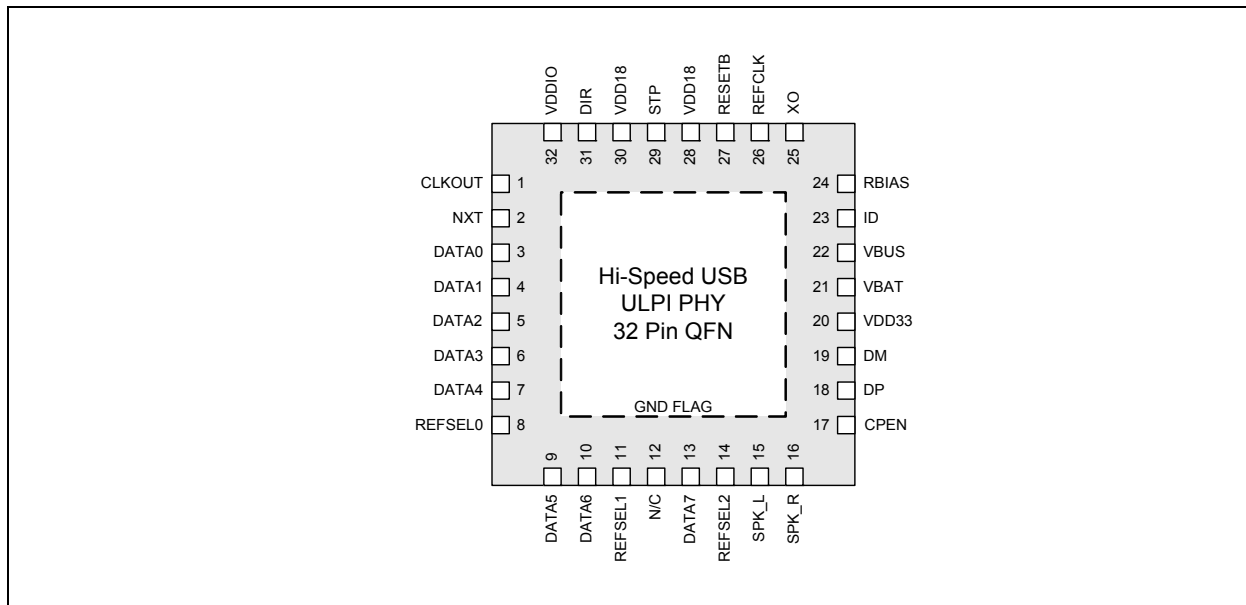 VDDIO
DIR
VDD18
STP
VDD18
RESETB
REFCLK
XO
32
31
30
29
28
27
26
25
CLKOUT 1
NXT 2
DATA0 3
DATA1 4
DATA2 5
DATA3 6
DATA4 7
REFSEL0 8
Hi-Speed USB
ULPI PHY
32 Pin QFN
GND FLAG
24 RBIAS
23 ID
22 VBUS
21 VBAT
20 VDD33
19 DM
18 DP
17 CPEN
9
10
11
12
13
14
15
16
DATA5
DATA6
REFSEL1
N/C
DATA7
REFSEL2
SPK_L
SPK_R